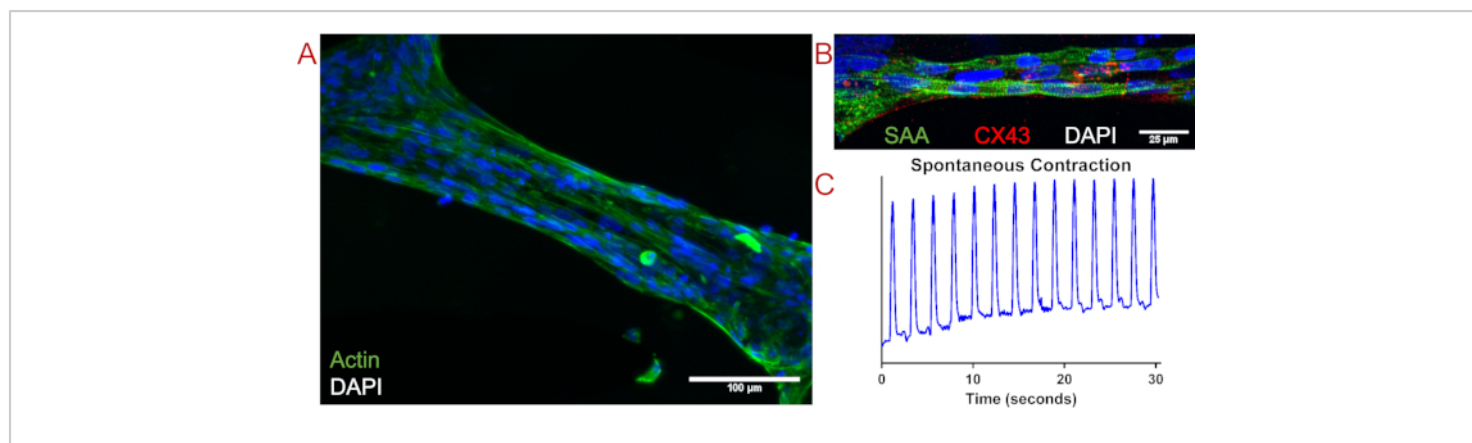 A
Actin
DAPI
100 µm
B
SAA CX43 DAPI
25 µm
Spontaneous Contraction
C
0 10 20 30
Time (seconds)